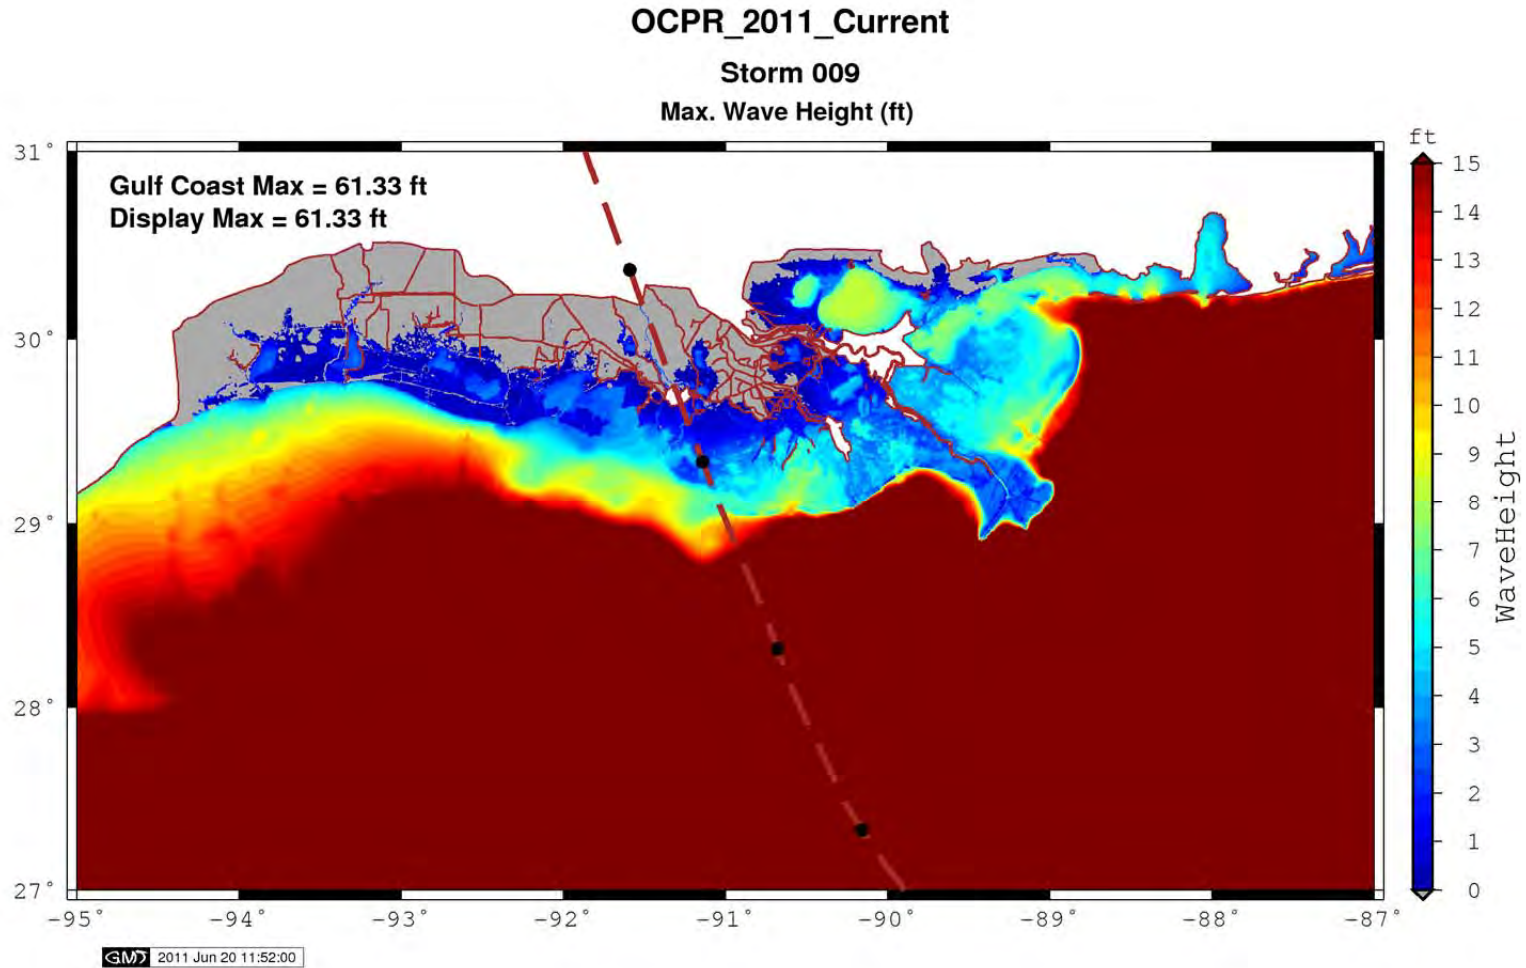 OCPR_2011_Current
Storm 009
Max. Wave Height (ft)
Gulf Coast Max = 61.33 ft
Display Max = 61.33 ft
31°
30°
29°
28°
27°
-95° -94° -93° -92° -91° -90° -89° -88° -87°
ft
15
14
13
12
11
10
9
8
7
6
5
4
3
2
1
0
WaveHeight
GMT 2011 Jun 20 11:52:00